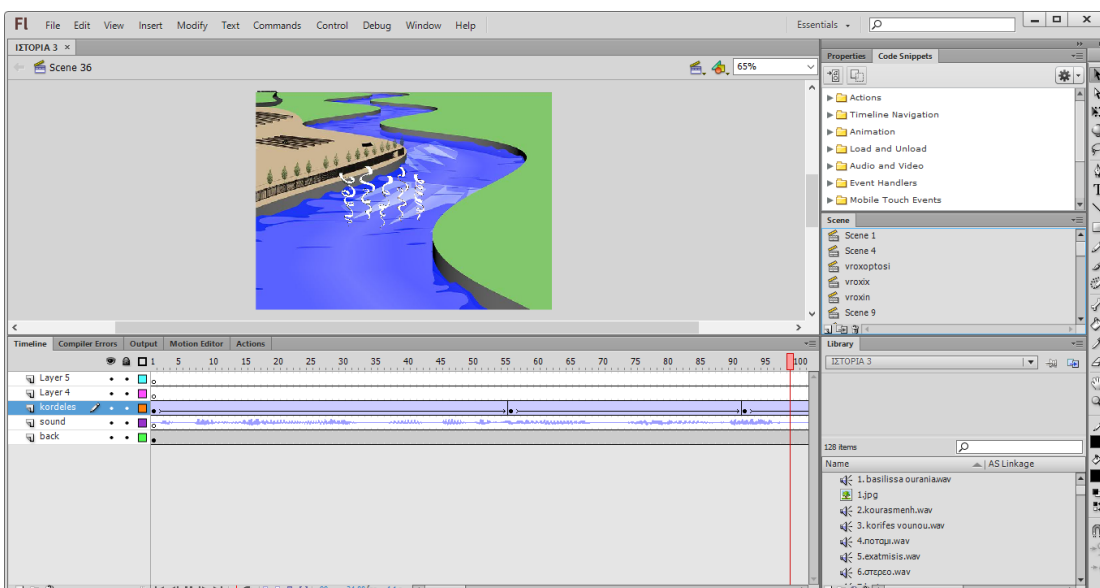 Fl File Edit View Insert Modify Text Commands Control Debug Window Help Essentials
ΙΣΤΟΡΙΑ 3 ×
Scene 36 65%
Properties Code Snippets
Actions
Timeline Navigation
Animation
Load and Unload
Audio and Video
Event Handlers
Mobile Touch Events
Scene
Scene 1
Scene 4
vroxoptosi
vroxix
vroxin
Scene 9
Timeline Compiler Errors Output Motion Editor Actions
1 5 10 15 20 25 30 35 40 45 50 55 60 65 70 75 80 85 90 95 100
Layer 5
Layer 4
kordeles
sound
back
Library
ΙΣΤΟΡΙΑ 3
128 items
Name AS Linkage
1. basilissa ourania.wav
1.jpg
2.kourasmenh.wav
3. korifes vounou.wav
4.ποταμι.wav
5.exatmisis.wav
6.στερεο.wav